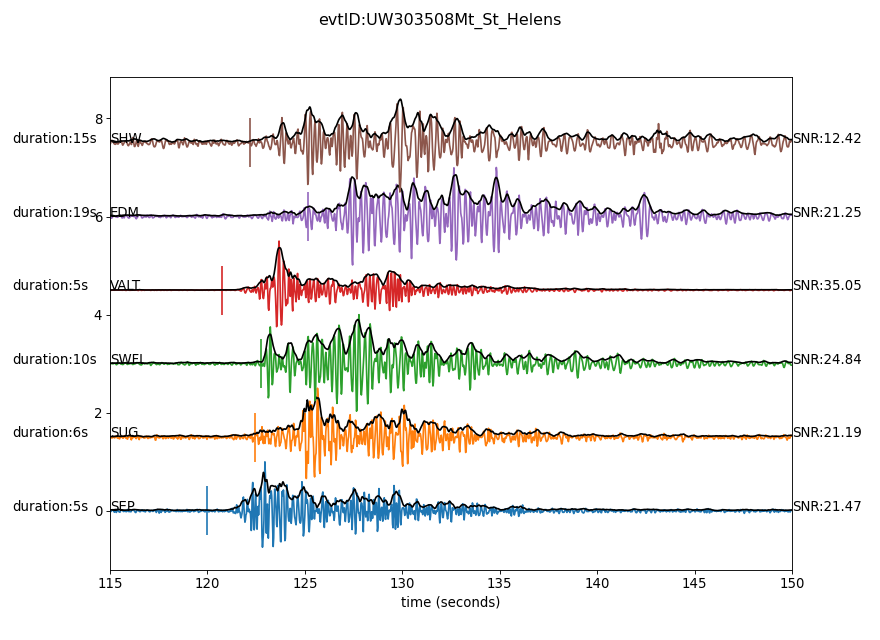 evtID:UW303508Mt_St_Helens
8
duration:15s SHW SNR:12.42
duration:19s EDM SNR:21.25
6
duration:5s VALT SNR:35.05
4
duration:10s SWFL SNR:24.84
2
duration:6s SUG SNR:21.19
duration:5s SEP SNR:21.47
0
115 120 125 130 135 140 145 150
time (seconds)